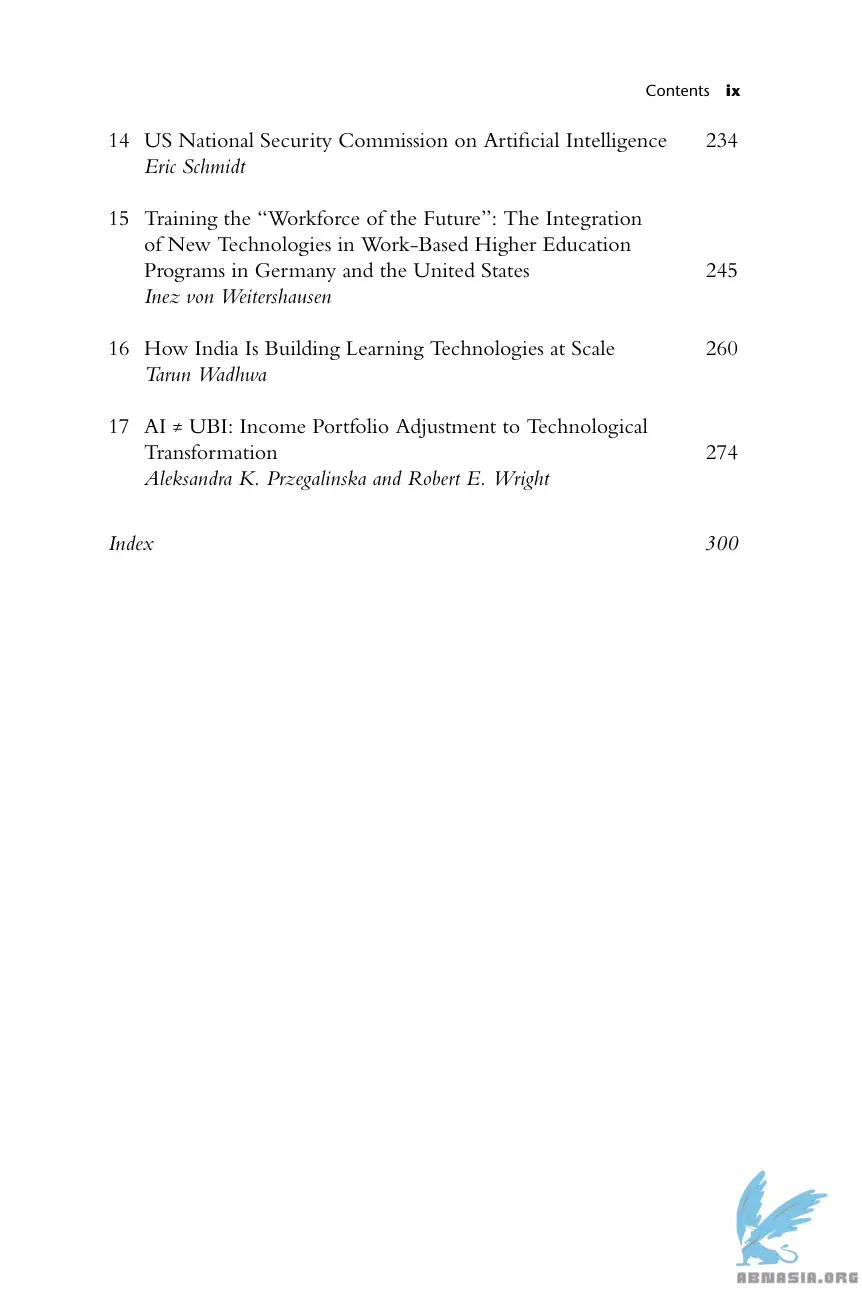 Contents ix
14 US National Security Commission on Artificial Intelligence 234
Eric Schmidt
15 Training the “Workforce of the Future”: The Integration
of New Technologies in Work-Based Higher Education
Programs in Germany and the United States 245
Inez von Weitershausen
16 How India Is Building Learning Technologies at Scale 260
Tarun Wadhwa
17 AI ≠ UBI: Income Portfolio Adjustment to Technological
Transformation 274
Aleksandra K. Przegalinska and Robert E. Wright
Index 300
ABNASIA.ORG